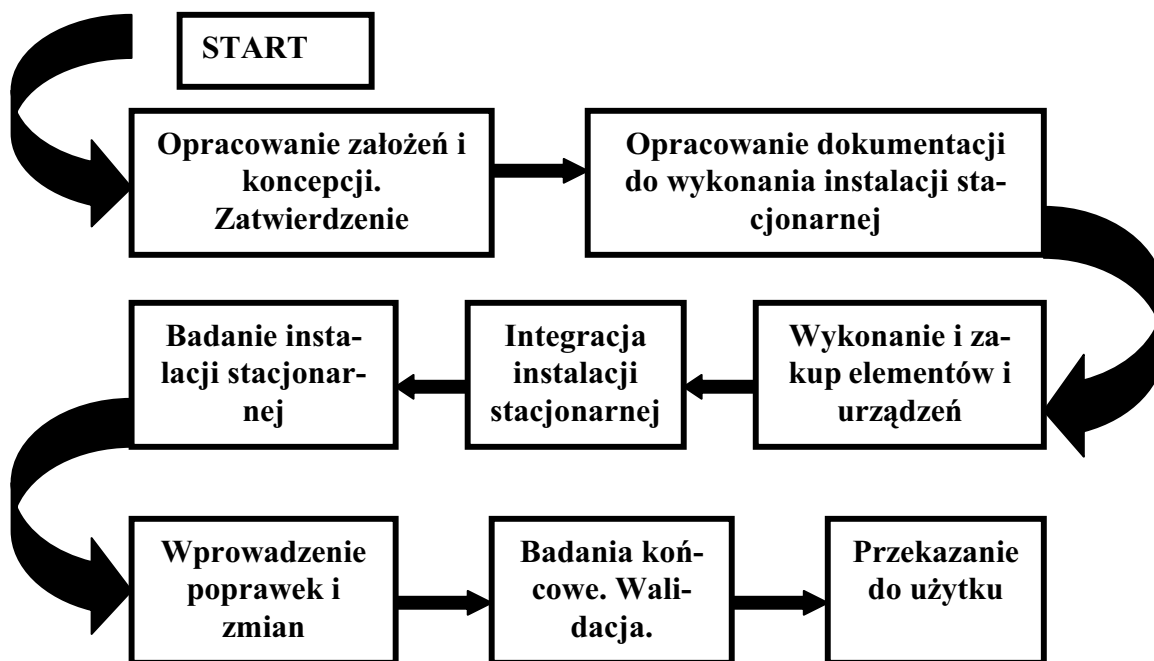 START
Opracowanie założeń i
koncepcji.
Zatwierdzenie
Opracowanie dokumentacji
do wykonania instalacji sta-
cjonarnej
Badanie insta-
lacji stacjonar-
nej
Integracja
instalacji
stacjonarnej
Wykonanie i za-
kup elementów i
urządzeń
Wprowadzenie
poprawek i
zmian
Badania koń-
cowe. Wali-
dacja.
Przekazanie
do użytku